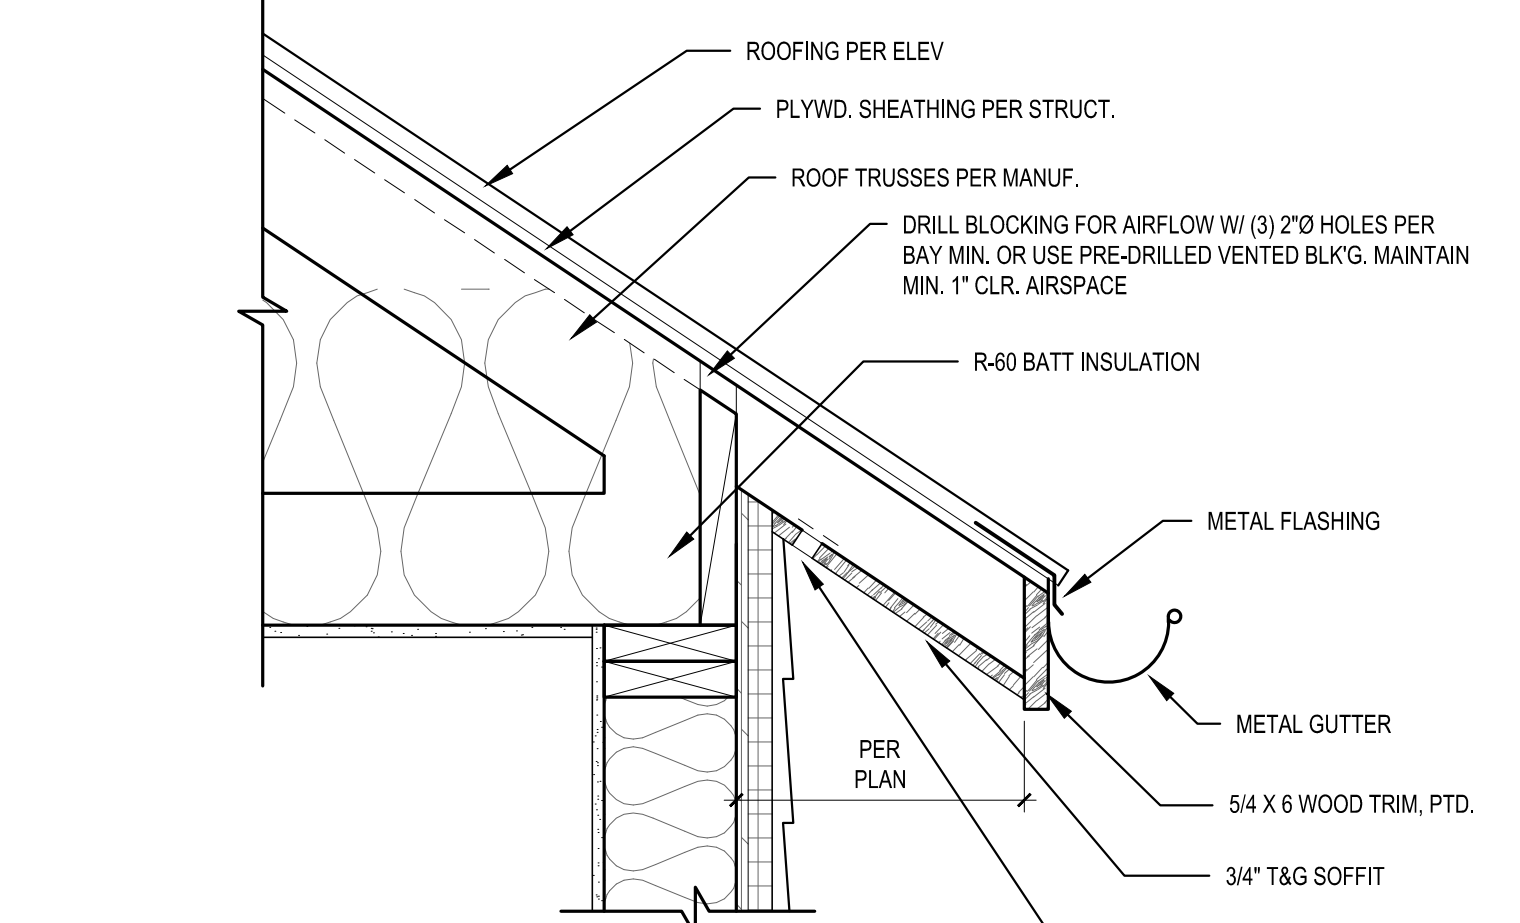 ROOFING PER ELEV
PLYWD. SHEATHING PER STRUCT.
ROOF TRUSSES PER MANUF.
DRILL BLOCKING FOR AIRFLOW W/ (3) 2"Ø HOLES PER
BAY MIN. OR USE PRE-DRILLED VENTED BLK'G. MAINTAIN
MIN. 1" CLR. AIRSPACE
R-60 BATT INSULATION
METAL FLASHING
METAL GUTTER
PER
PLAN
5/4 X 6 WOOD TRIM, PTD.
3/4" T&G SOFFIT